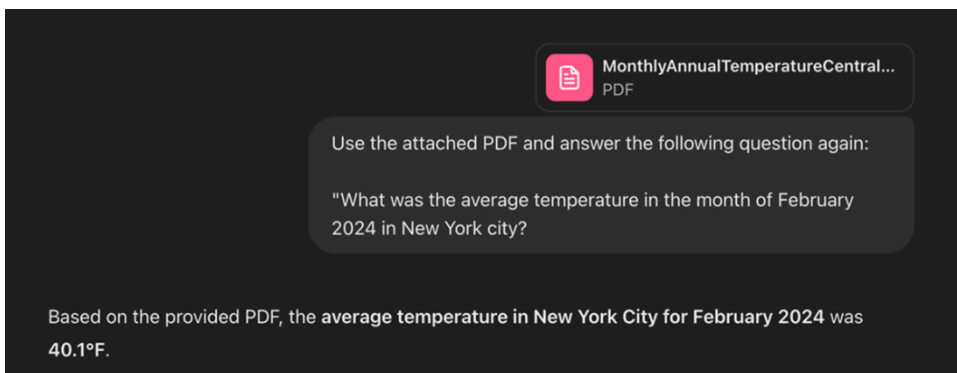 MonthlyAnnualTemperatureCentral...
PDF
Use the attached PDF and answer the following question again:
"What was the average temperature in the month of February
2024 in New York city?
Based on the provided PDF, the average temperature in New York City for February 2024 was
40.1°F.